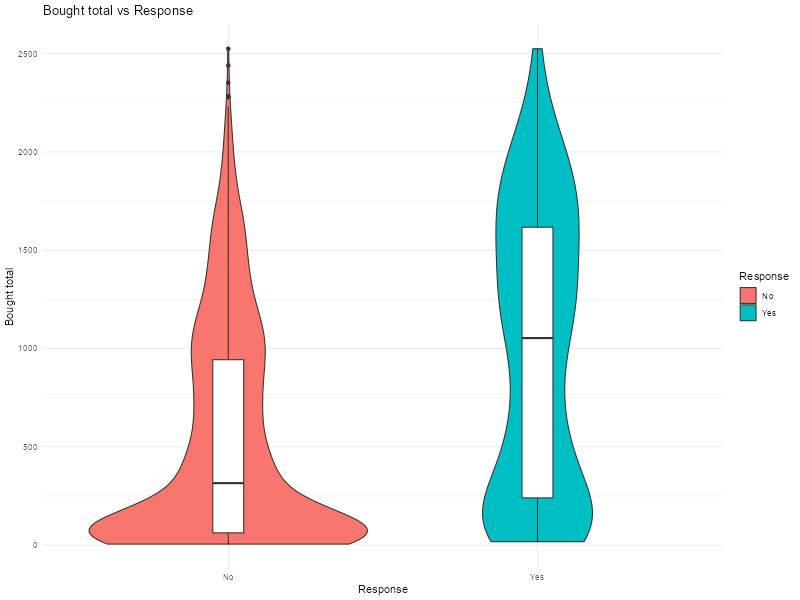 Bought total vs Response
2500
2000
1500
1000
500
0
Bought total
No
Yes
Response
Response
No
Yes